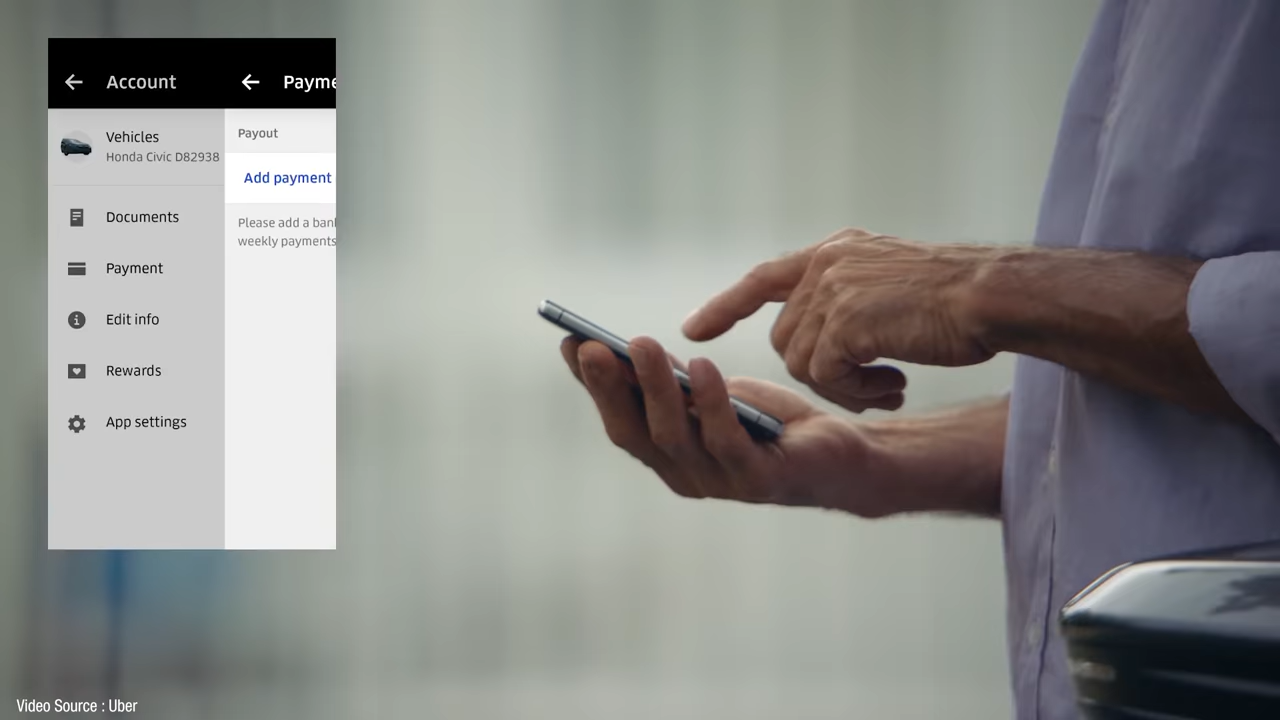 Account
Vehicles
Honda Civic D82938
Documents
Payment
Edit info
Rewards
App settings
Payme
Payout
Add payment
Please add a bank
weekly payments
Video Source : Uber